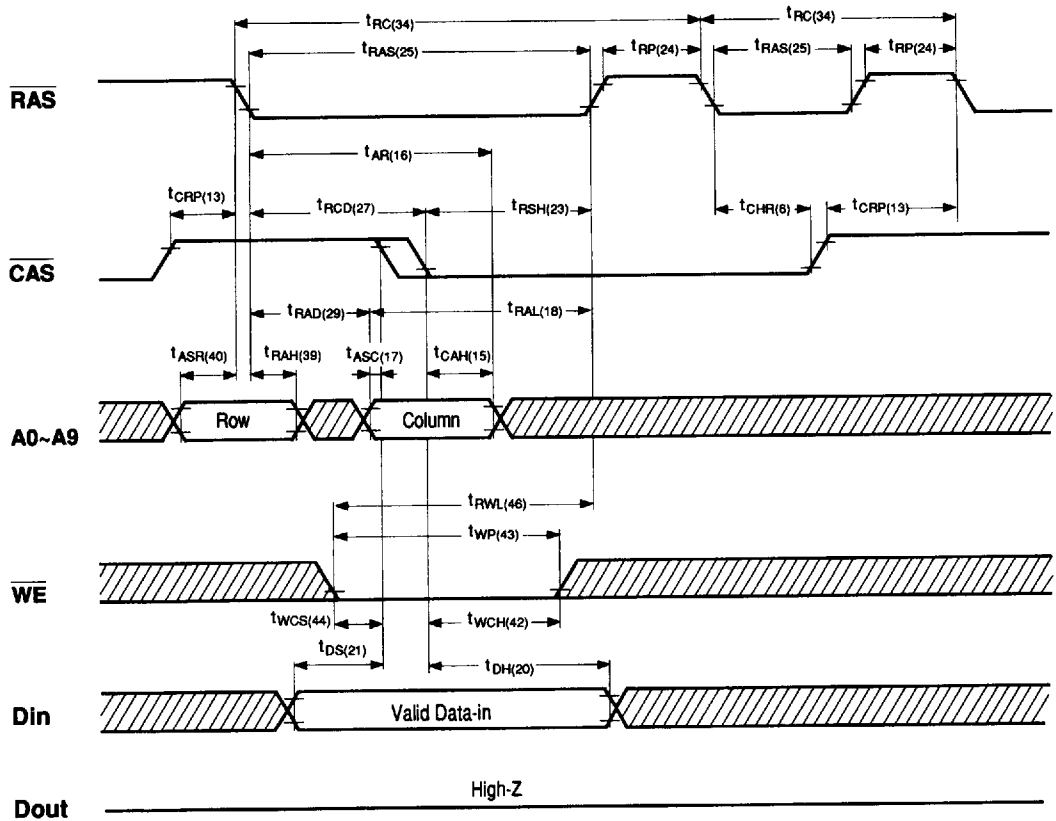 tRC(34) tRC(34)
tRAS(25) tRP(24) tRAS(25) tRP(24)
RAS
tAR(16)
tCRP(13) tRCD(27) tRSH(23) tCHR(6) tCRP(13)
CAS
tRAD(29) tRAL(18)
tASR(40) tRAH(39) tASC(17) tCAH(15)
A0~A9 Row Column
tRWL(46)
tWP(43)
WE
tWCS(44) tWCH(42)
tDS(21) tDH(20)
Din Valid Data-in
High-Z
Dout